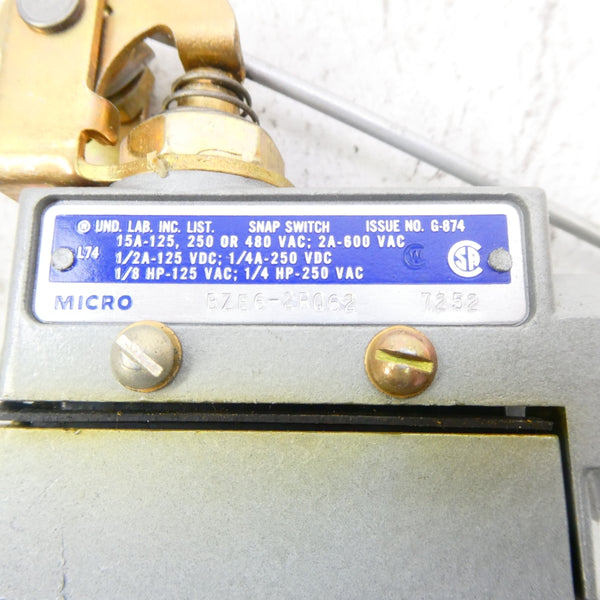 UND. LAB. INC. LIST. SNAP SWITCH ISSUE NO. G-874
15A-125, 250 OR 480 VAC; 2A-600 VAC
L74
1/2A-125 VDC; 1/4A-250 VDC
1/8 HP-125 VAC; 1/4 HP-250 VAC
MICRO 7252